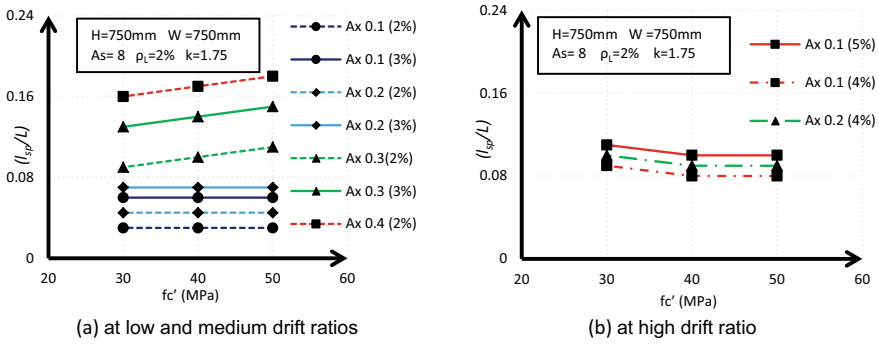 0.24
H=750mm W =750mm
As= 8 ρL=2% k=1.75
Ax 0.1 (2%)
Ax 0.1 (3%)
Ax 0.2 (2%)
Ax 0.2 (3%)
Ax 0.3(2%)
Ax 0.3 (3%)
Ax 0.4 (2%)
0.16
0.08
0
(lsp/L)
20 30 40 50 60
fc’ (MPa)
(a) at low and medium drift ratios
0.24
H=750mm W =750mm
As= 8 ρL=2% k=1.75
Ax 0.1 (5%)
Ax 0.1 (4%)
Ax 0.2 (4%)
0.16
0.08
0
(lsp/L)
20 30 40 50 60
fc’ (MPa)
(b) at high drift ratio